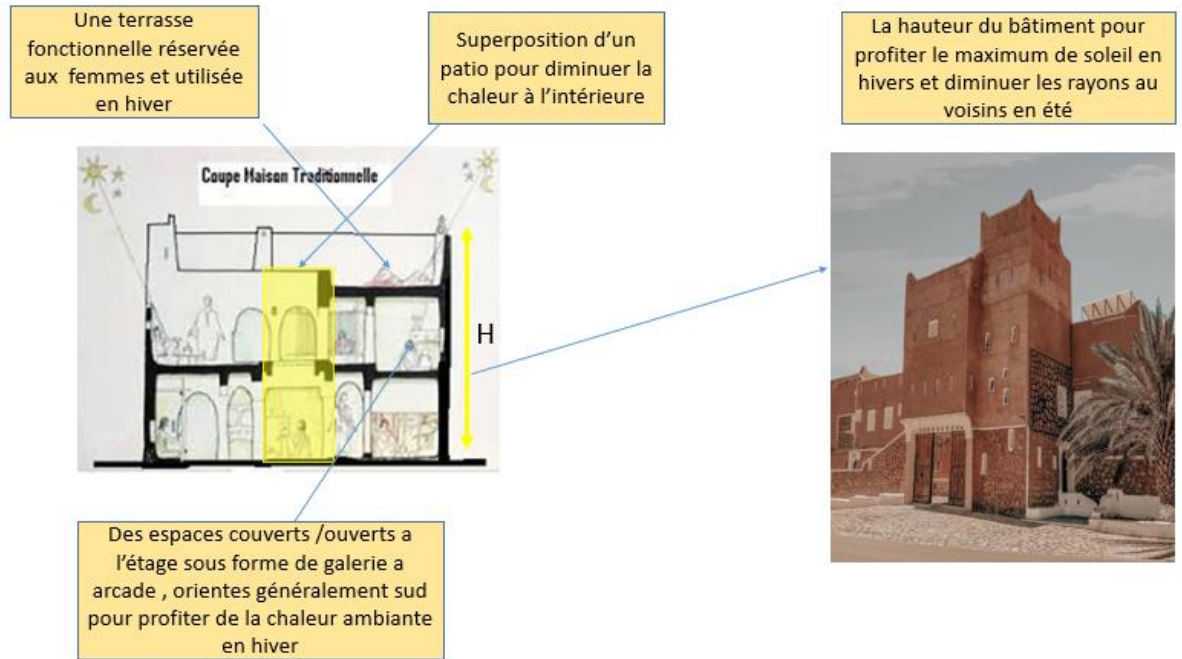 Une terrasse
fonctionnelle réservée
aux femmes et utilisée
en hiver
Superposition d’un
patio pour diminuer la
chaleur à l’intérieure
La hauteur du bâtiment pour
profiter le maximum de soleil en
hivers et diminuer les rayons au
voisins en été
Coupe Maison Traditionnelle
H
Des espaces couverts /ouverts a
l’étage sous forme de galerie a
arcade , orientes généralement sud
pour profiter de la chaleur ambiante
en hiver